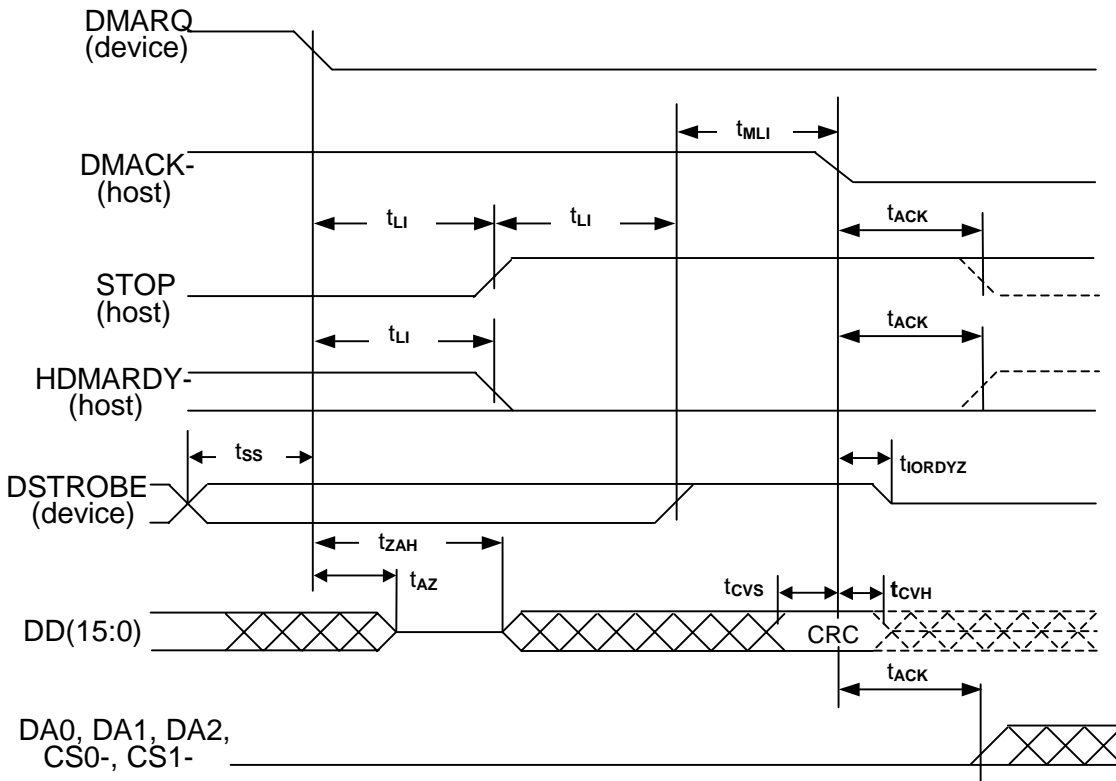 DMARQ
(device)
tMLI
DMACK-
(host)
tLI
tLI
tACK
STOP
(host)
tLI
tACK
HDMARDY-
(host)
tSS
tIORDYZ
DSTROBE
(device)
tZAH
tAZ
tCVS
tCVH
DD(15:0)
CRC
tACK
DA0, DA1, DA2,
CS0-, CS1-